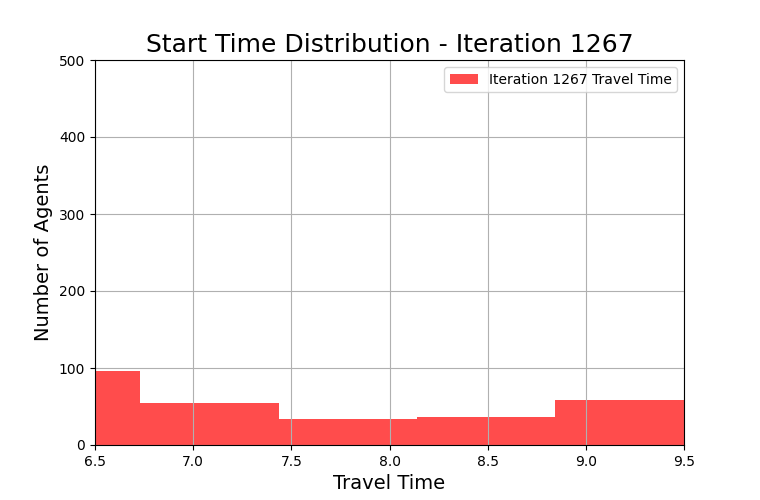 Start Time Distribution - Iteration 1267
Iteration 1267 Travel Time
Number of Agents
500
400
300
200
100
0
6.5 7.0 7.5 8.0 8.5 9.0 9.5
Travel Time